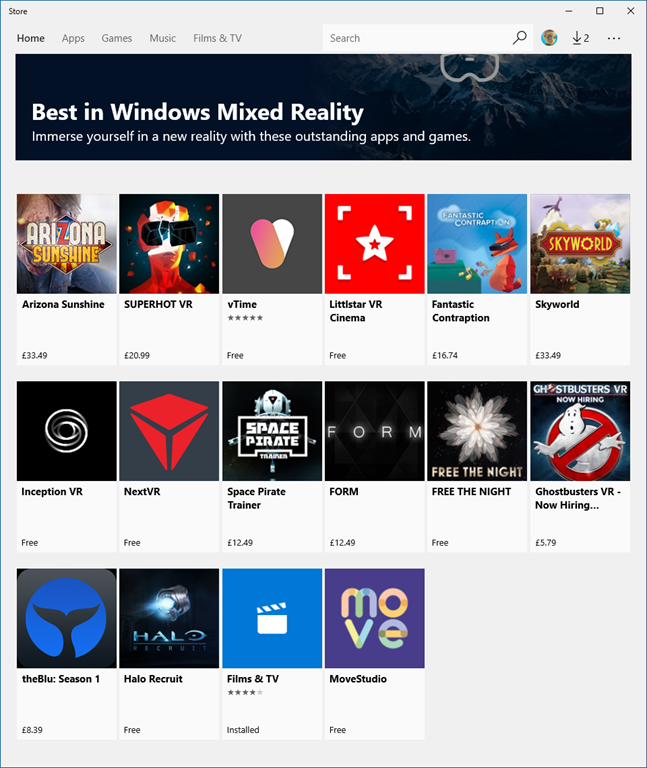 Store
Home Apps Games Music Films & TV Search 2
Best in Windows Mixed Reality
Immerse yourself in a new reality with these outstanding apps and games.
ARIZONA
SUNSHINE
FANTASTIC
CONTRAPTION
SKYWORLD
Arizona Sunshine
SUPERHOT VR
vTime
Littlstar VR
Cinema
Fantastic
Contraption
Skyworld
£33.49
£20.99
Free
Free
£16.74
£33.49
SPACE
PIRATE
TRAINER
FORM
FREE THE NIGHT
GHOSTBUSTERS VR
NOW HIRING
Inception VR
NextVR
Space Pirate
Trainer
FORM
FREE THE NIGHT
Ghostbusters VR -
Now Hiring...
Free
Free
£12.49
£12.49
Free
£5.79
HALO
RECRUIT
move
theBlu: Season 1
Halo Recruit
Films & TV
MoveStudio
£8.39
Free
Installed
Free